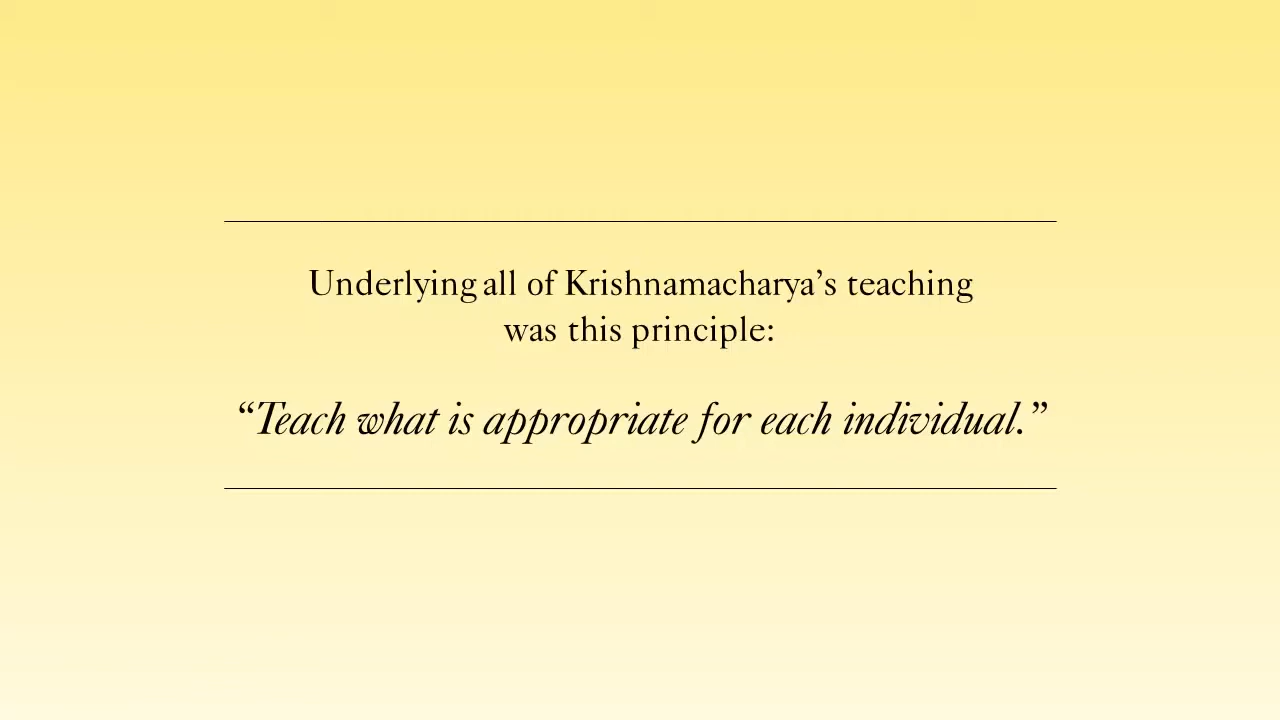 Underlying all of Krishnamacharya’s teaching
was this principle:
“Teach what is appropriate for each individual.”